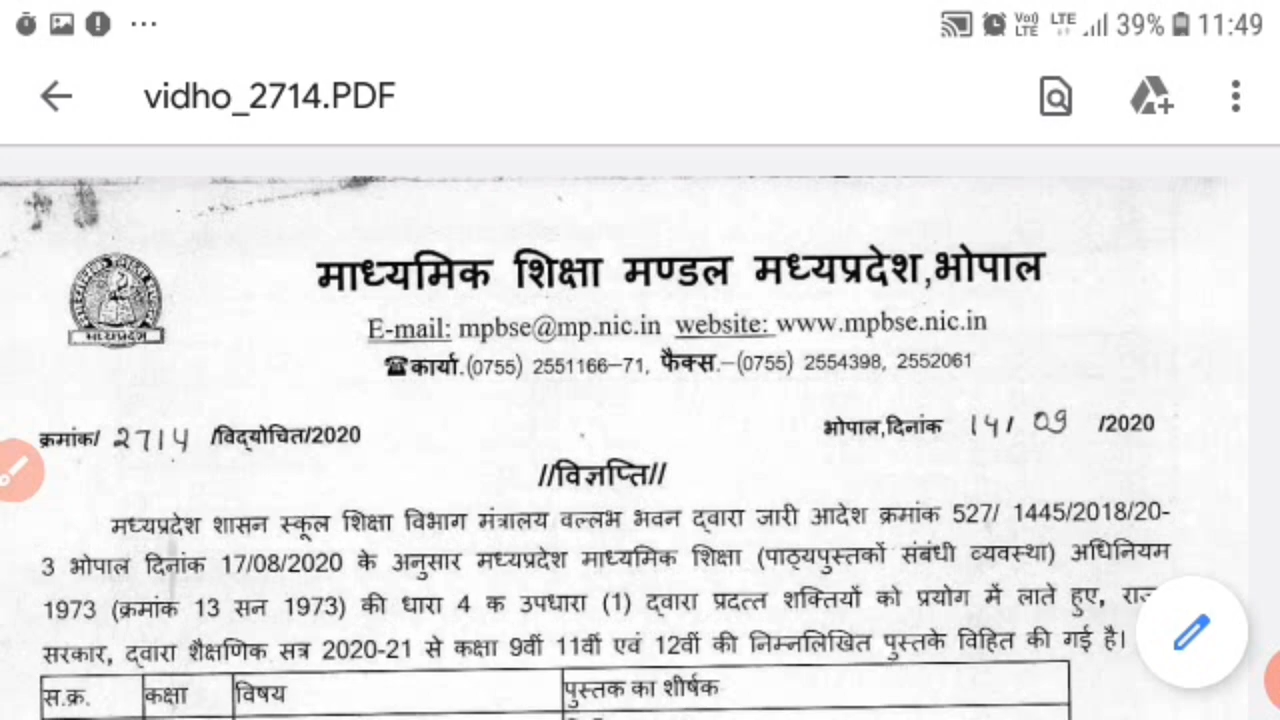 39% 11:49
vidho_2714.PDF
माध्यमिक शिक्षा मण्डल मध्यप्रदेश,भोपाल
E-mail: mpbse@mp.nic.in website: www.mpbse.nic.in
☎कार्या.(0755) 2551166–71, फैक्स.–(0755) 2554398, 2552061
मध्यप्रदेश
क्रमांक/ 2714 /विद्योचित/2020
भोपाल,दिनांक 14/ 09 /2020
//विज्ञप्ति//
मध्यप्रदेश शासन स्कूल शिक्षा विभाग मंत्रालय वल्लभ भवन द्वारा जारी आदेश क्रमांक 527/ 1445/2018/20-
3 भोपाल दिनांक 17/08/2020 के अनुसार मध्यप्रदेश माध्यमिक शिक्षा (पाठ्यपुस्तकों संबंधी व्यवस्था) अधिनियम
1973 (क्रमांक 13 सन 1973) की धारा 4 क उपधारा (1) द्वारा प्रदत्त शक्तियों को प्रयोग में लाते हुए,
सरकार, द्वारा शैक्षणिक सत्र 2020-21 से कक्षा 9वीं 11वीं एवं 12वीं की निम्नलिखित पुस्तके विहित की गई है।
स.क्र. कक्षा विषय पुस्तक का शीर्षक